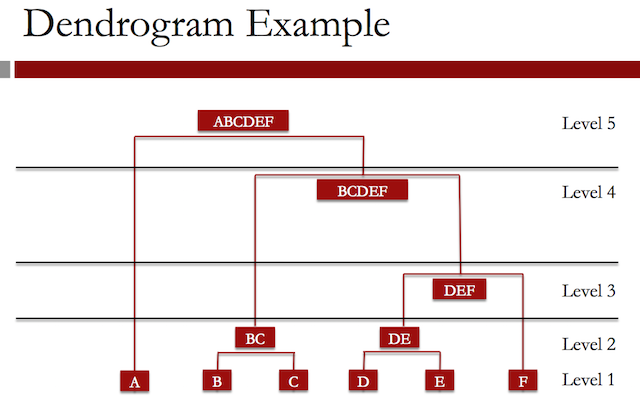 Dendrogram Example
ABCDEF
Level 5
BCDEF
Level 4
DEF
Level 3
BC
DE
Level 2
A
B
C
D
E
F
Level 1